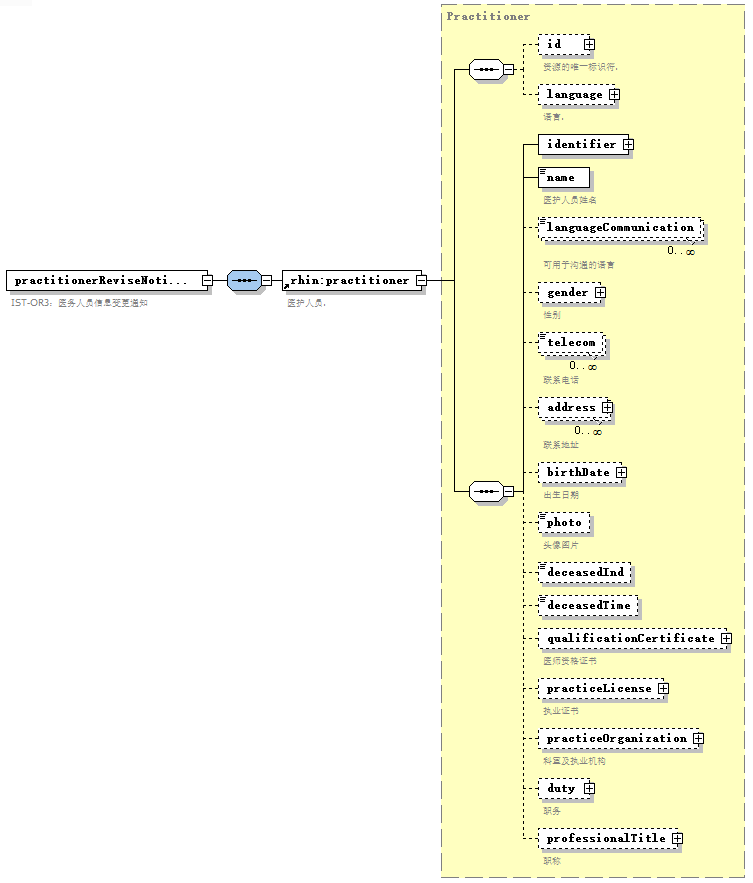 Practitioner
id
资源的唯一标识符.
language
语言.
identifier
name
医护人员姓名
languageCommunication
0..∞
可用于沟通的语言
practitionerReviseNoti...
IST-OR3：医务人员信息变更通知
rhin:practitioner
医护人员.
gender
性别
telecom
0..∞
联系电话
address
0..∞
联系地址
birthDate
出生日期
photo
头像图片
deceasedInd
deceasedTime
qualificationCertificate
医师资格证书
practiceLicense
执业证书
practiceOrganization
科室及执业机构
duty
职务
professionalTitle
职称